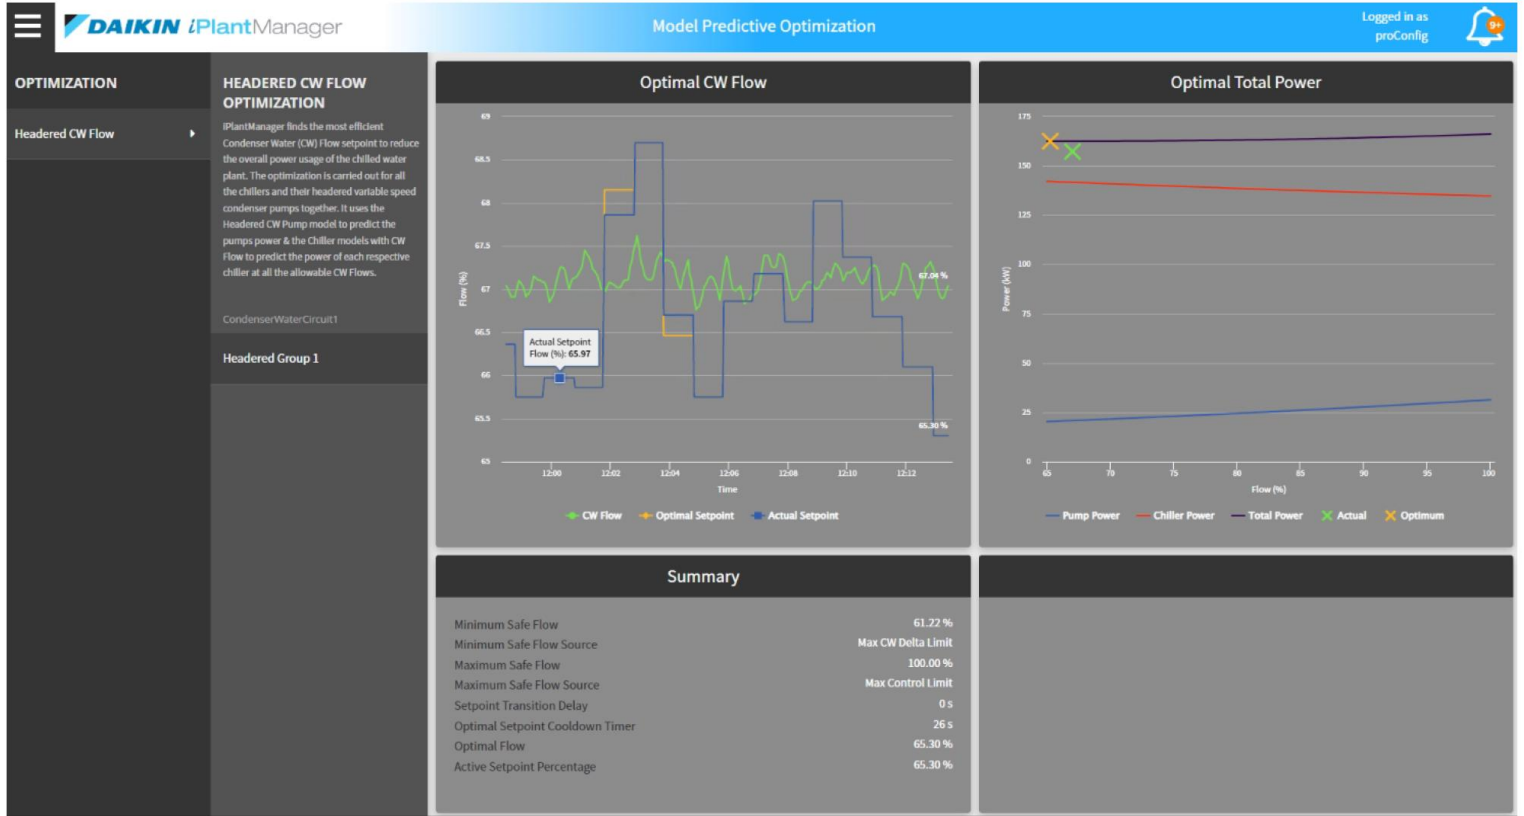 DAIKIN iPlantManager
Model Predictive Optimization
Logged in as
proConfig
9+
OPTIMIZATION
Headered CW Flow
HEADERED CW FLOW
OPTIMIZATION
iPlantManager finds the most efficient
Condenser Water (CW) Flow setpoint to reduce
the overall power usage of the chilled water
plant. The optimization is carried out for all
the chillers and their headered variable speed
condenser pumps together. It uses the
Headered CW Pump model to predict the
pumps power & the Chiller models with CW
Flow to predict the power of each respective
chiller at all the allowable CW Flows.
CondenserWaterCircuit1
Headered Group 1
Optimal CW Flow
69
68.5
68
67.5
67
66.5
66
65.5
65
Flow (%)
67.04 %
Actual Setpoint
Flow (%): 65.97
65.30 %
12:00 12:02 12:04 12:06 12:08 12:10 12:12
Time
CW Flow Optimal Setpoint Actual Setpoint
Optimal Total Power
175
150
125
100
75
50
25
0
Power (kW)
65 70 75 80 85 90 95 100
Flow (%)
Pump Power Chiller Power Total Power Actual Optimum
Summary
Minimum Safe Flow 61.22 %
Minimum Safe Flow Source Max CW Delta Limit
Maximum Safe Flow 100.00 %
Maximum Safe Flow Source Max Control Limit
Setpoint Transition Delay 0 s
Optimal Setpoint Cooldown Timer 26 s
Optimal Flow 65.30 %
Active Setpoint Percentage 65.30 %